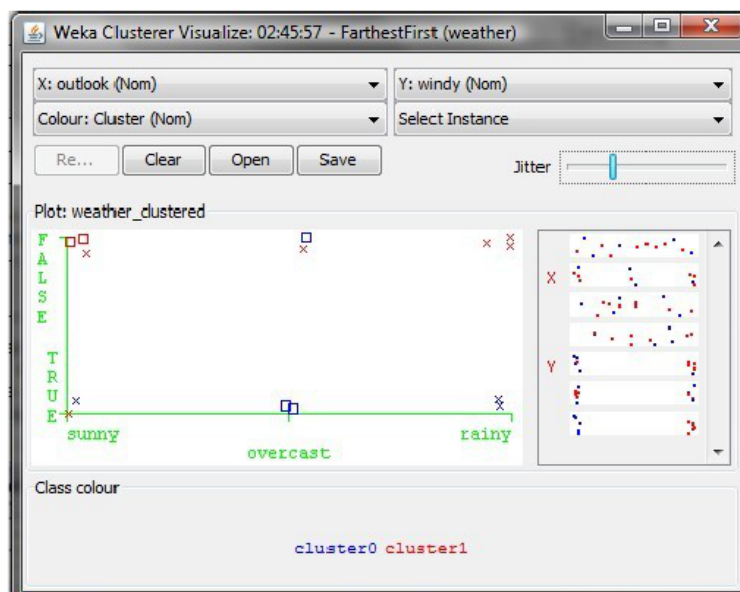 Weka Clusterer Visualize: 02:45:57 - FarthestFirst (weather)
X: outlook (Nom) Y: windy (Nom)
Colour: Cluster (Nom) Select Instance
Re... Clear Open Save Jitter
Plot: weather_clustered
FALSE
TRUE
X
Y
sunny overcast rainy
Class colour
cluster0 cluster1